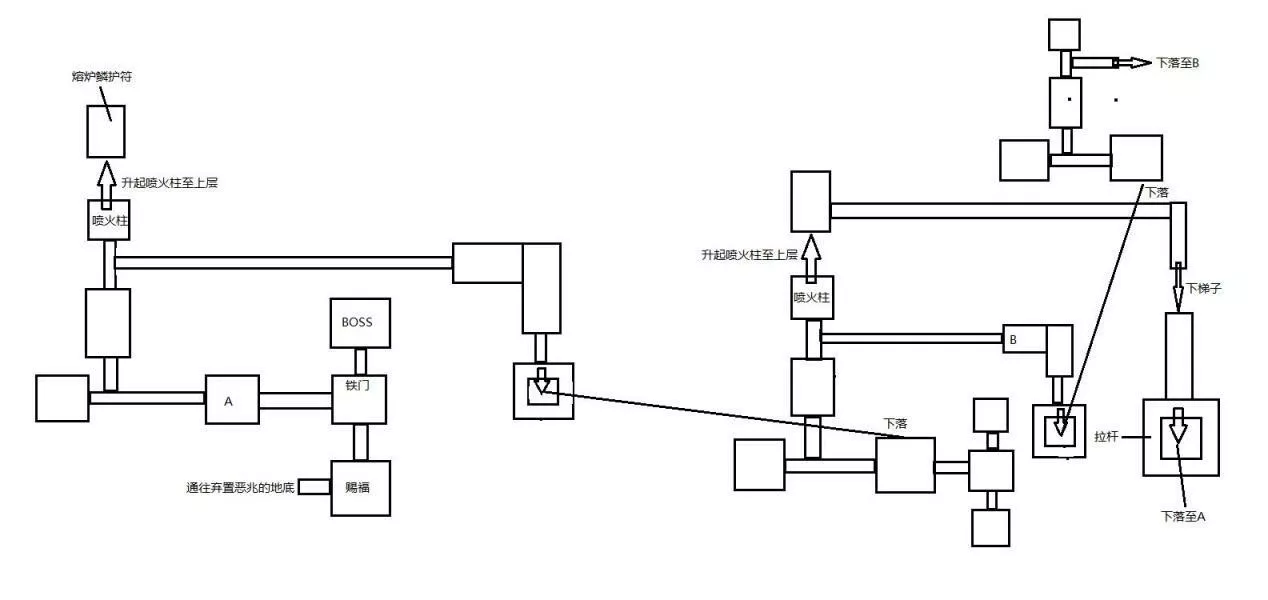 熔炉鳞护符
升起喷火柱至上层
喷火柱
BOSS
铁门
A
通往弃置恶兆的地底
赐福
下落至B
下落
升起喷火柱至上层
喷火柱
下梯子
B
下落
拉杆
下落至A